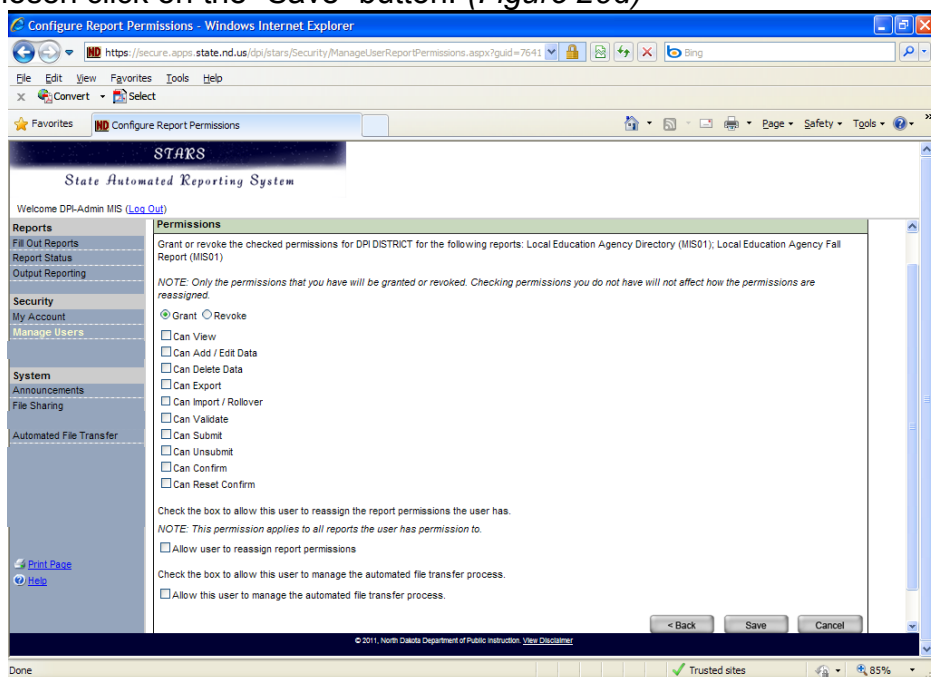 click on the "Save" button. (Figure 20d)
Configure Report Permissions - Windows Internet Explorer
https://secure.apps.state.nd.us/dpi/stars/Security/ManageUserReportPermissions.aspx?guid=7641
Bing
File Edit View Favorites Tools Help
x Convert Select
Favorites Configure Report Permissions Page Safety Tools
STARS
State Automated Reporting System
Welcome DPI-Admin MIS (Log Out)
Reports
Fill Out Reports
Report Status
Output Reporting
Security
My Account
Manage Users
System
Announcements
File Sharing
Automated File Transfer
Print Page
Help
Permissions
Grant or revoke the checked permissions for DPI DISTRICT for the following reports: Local Education Agency Directory (MIS01); Local Education Agency Fall
Report (MIS01)
NOTE: Only the permissions that you have will be granted or revoked. Checking permissions you do not have will not affect how the permissions are
reassigned.
Grant Revoke
Can View
Can Add / Edit Data
Can Delete Data
Can Export
Can Import / Rollover
Can Validate
Can Submit
Can Unsubmit
Can Confirm
Can Reset Confirm
Check the box to allow this user to reassign the report permissions the user has.
NOTE: This permission applies to all reports the user has permission to.
Allow user to reassign report permissions
Check the box to allow this user to manage the automated file transfer process.
Allow this user to manage the automated file transfer process.
< Back Save Cancel
© 2011, North Dakota Department of Public Instruction. View Disclaimer
Done Trusted sites 85%